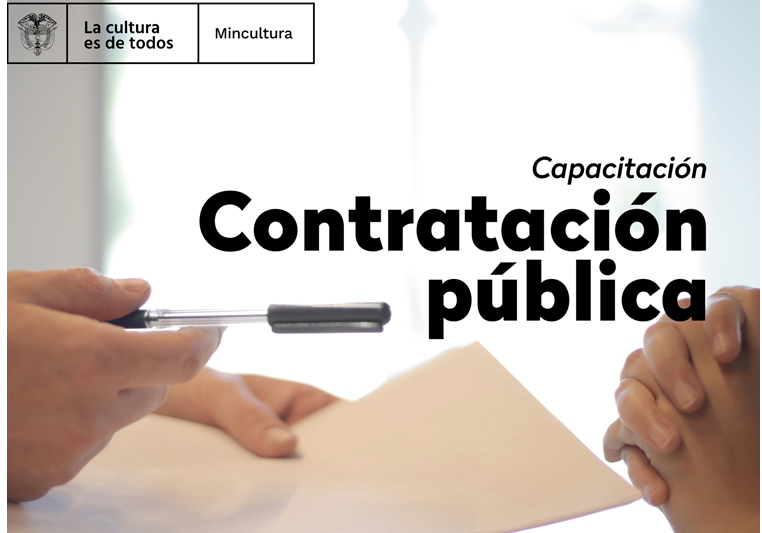 La cultura
es de todos
Mincultura
Capacitación
Contratación
pública